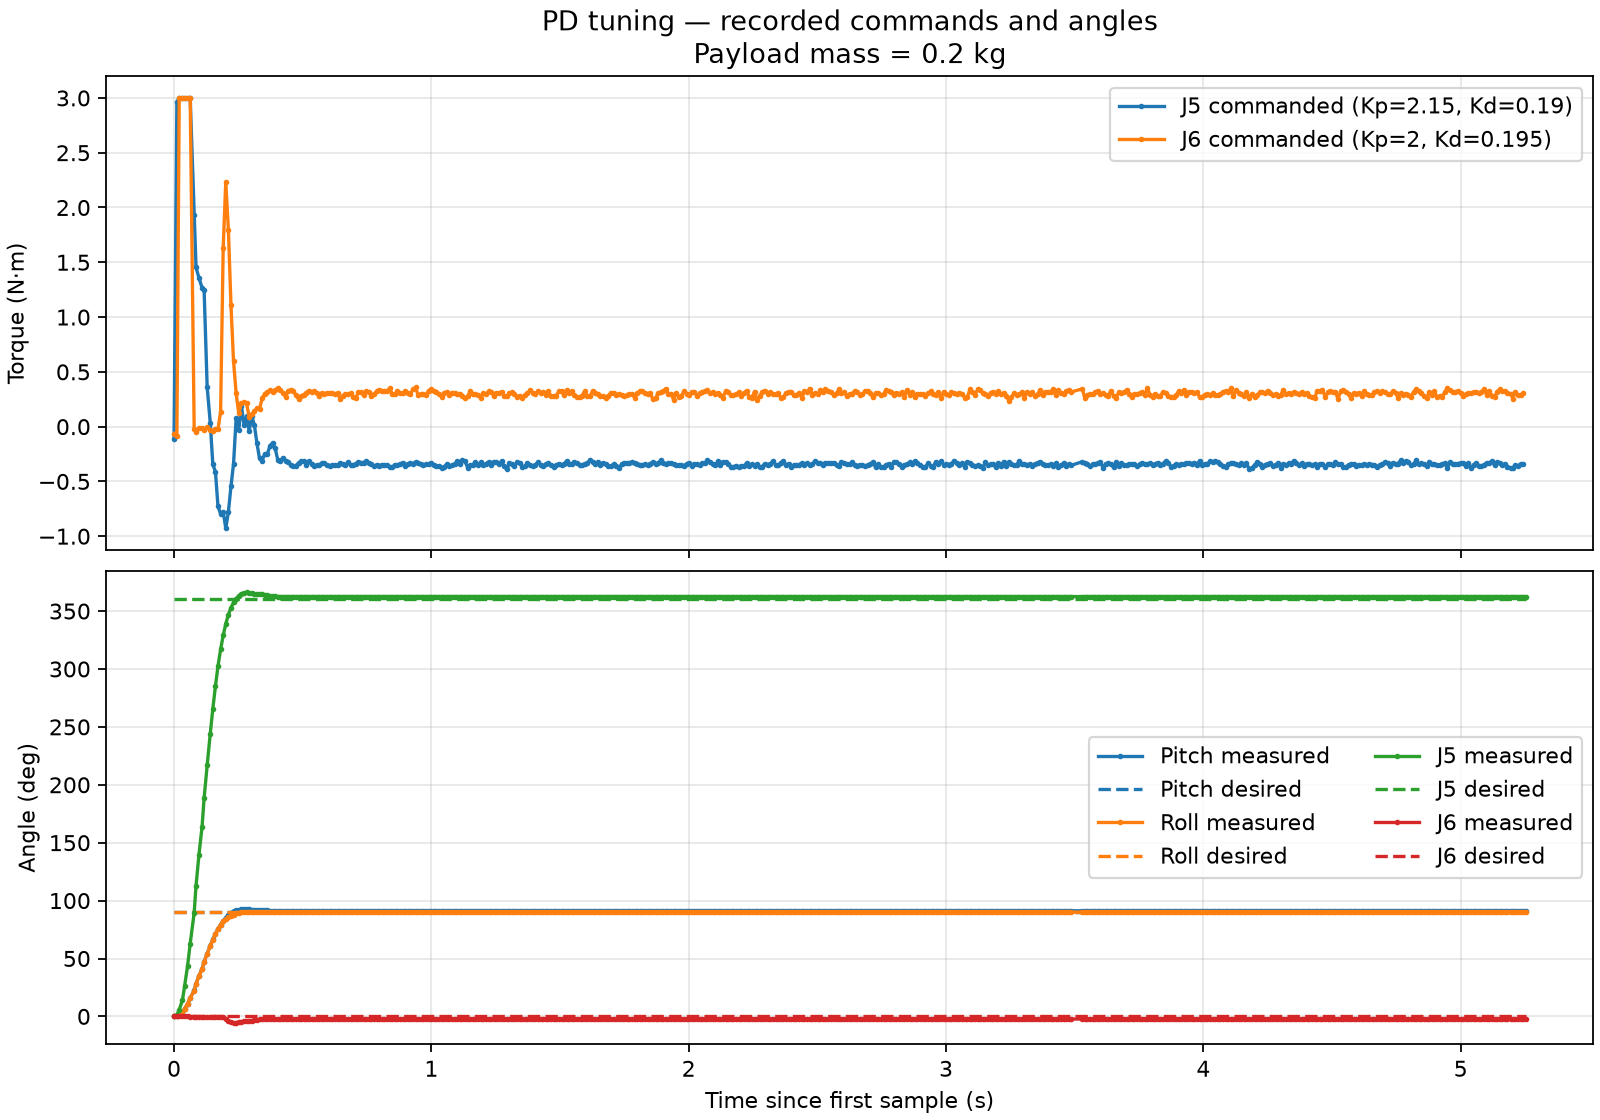 PD tuning — recorded commands and angles
Payload mass = 0.2 kg
J5 commanded (Kp=2.15, Kd=0.19)
J6 commanded (Kp=2, Kd=0.195)
Torque (N·m)
3.0
2.5
2.0
1.5
1.0
0.5
0.0
−0.5
−1.0
Pitch measured
Pitch desired
Roll measured
Roll desired
J5 measured
J5 desired
J6 measured
J6 desired
Angle (deg)
350
300
250
200
150
100
50
0
0 1 2 3 4 5
Time since first sample (s)